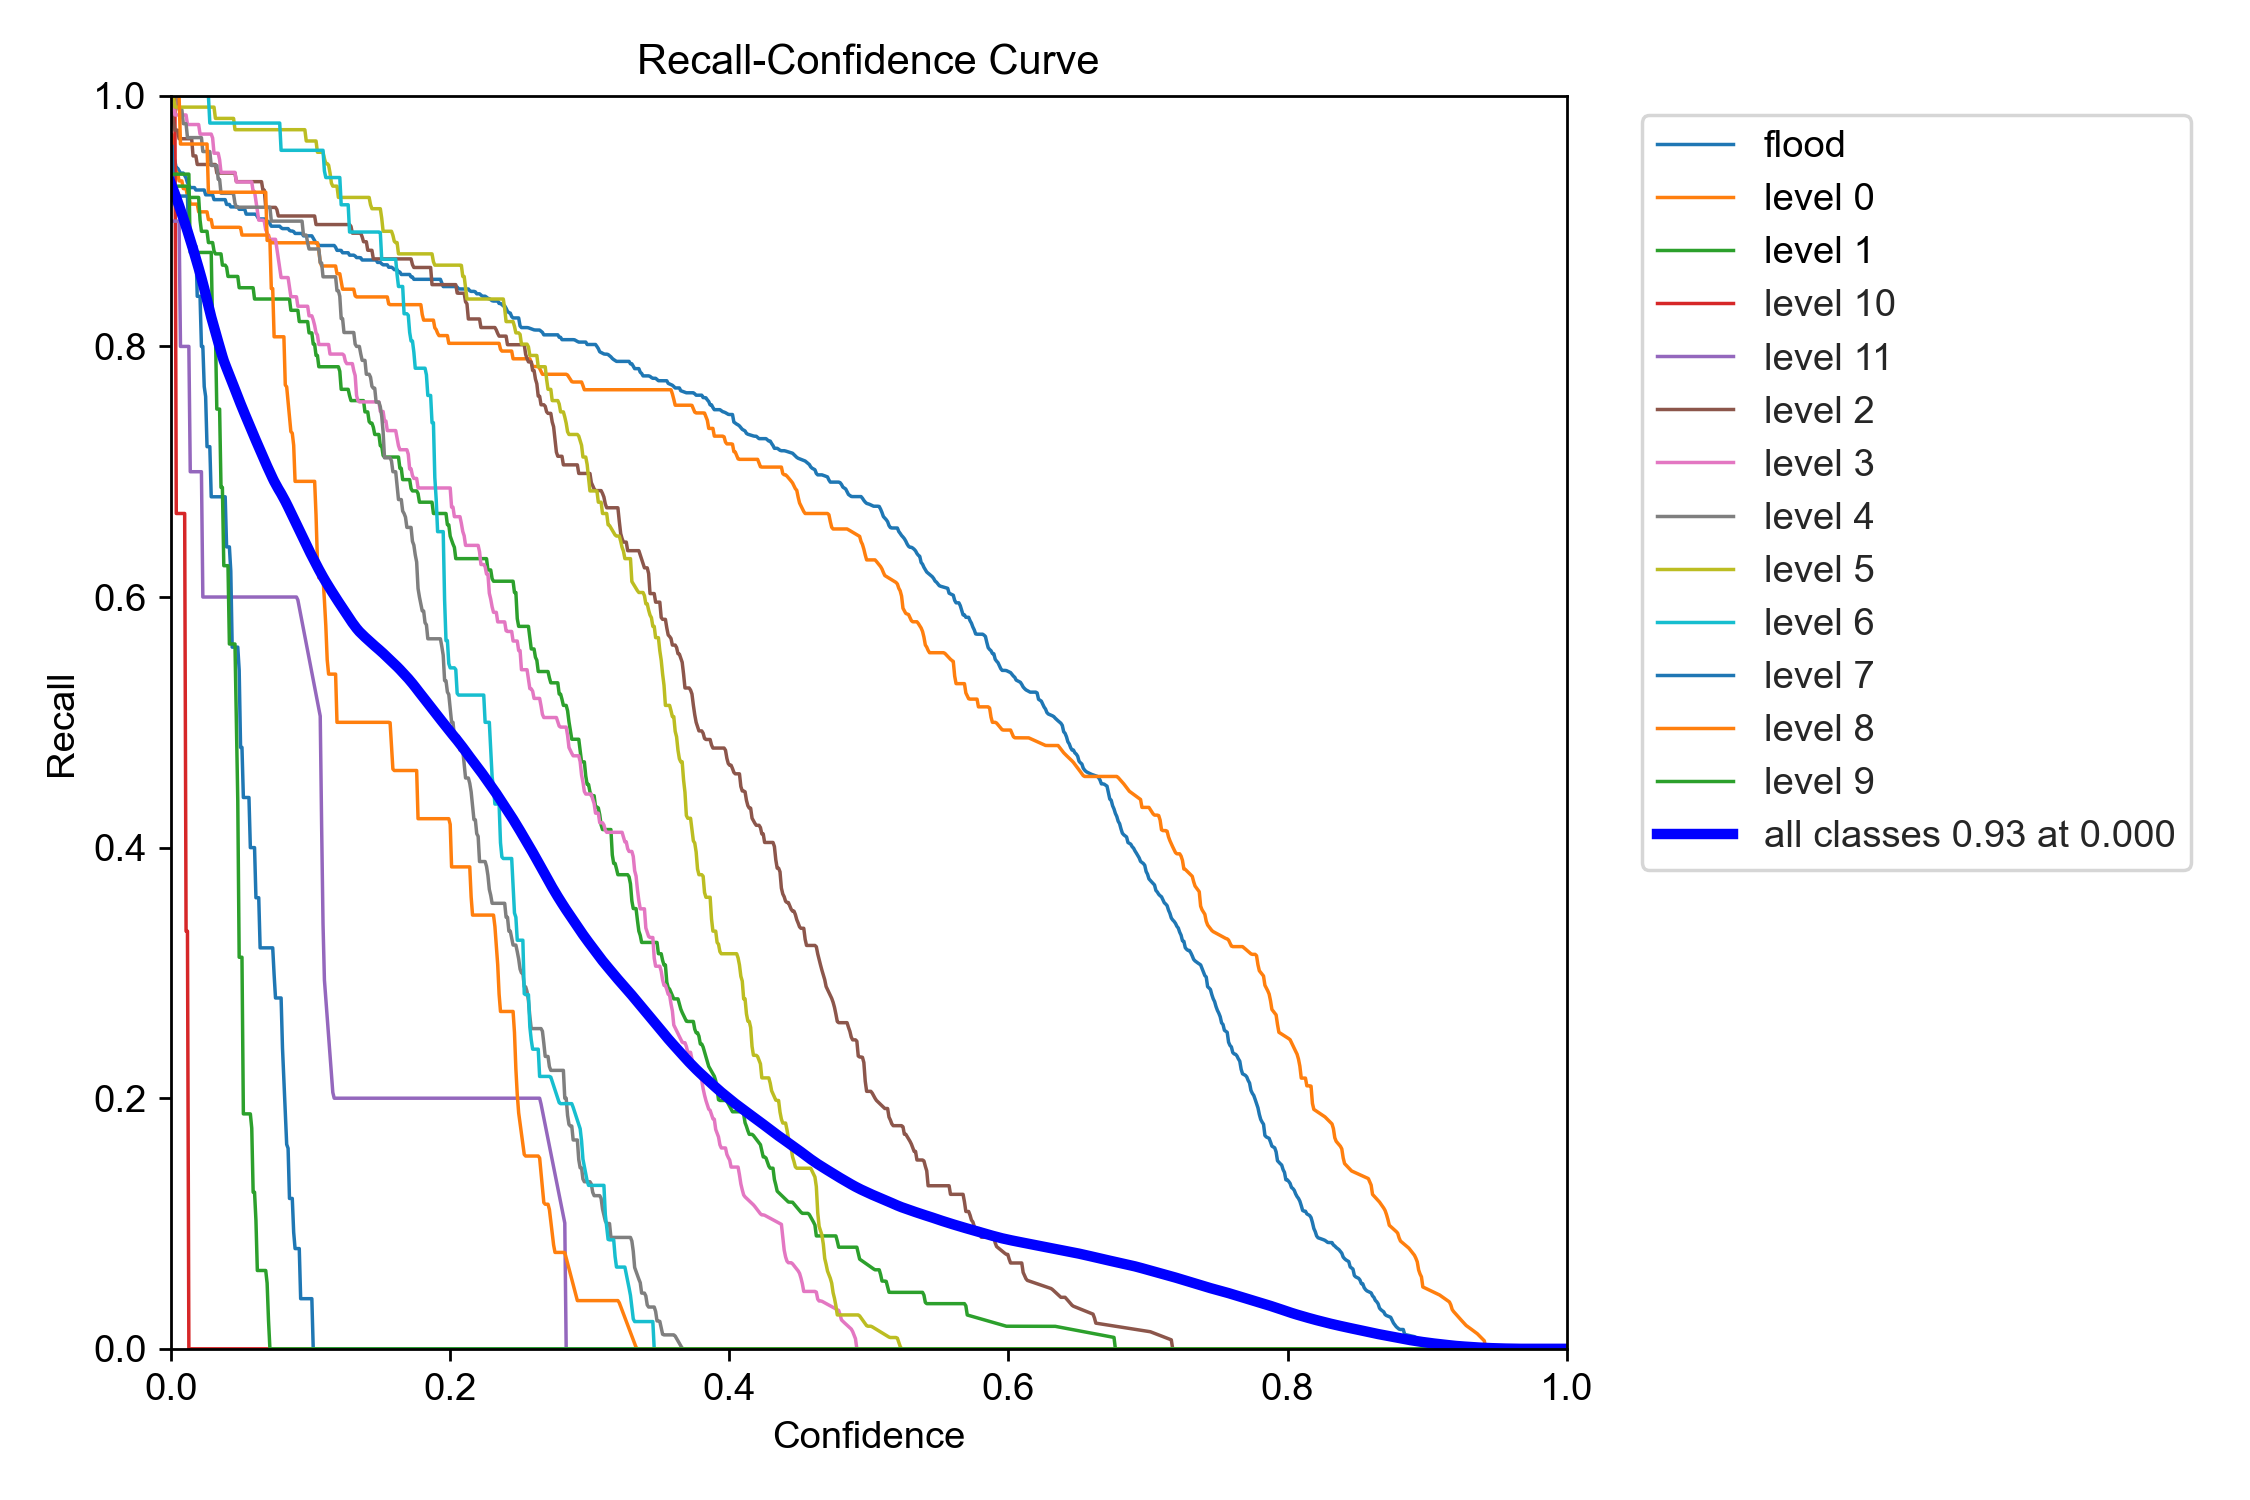 Recall-Confidence Curve
1.0
0.8
0.6
0.4
0.2
0.0
Recall
0.0 0.2 0.4 0.6 0.8 1.0
Confidence
flood
level 0
level 1
level 10
level 11
level 2
level 3
level 4
level 5
level 6
level 7
level 8
level 9
all classes 0.93 at 0.000